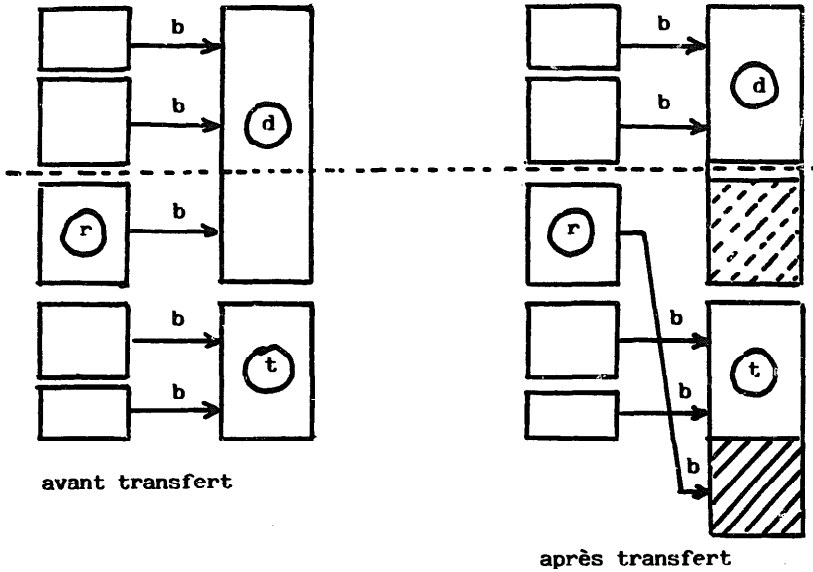 b b
b b
d d
b
r r
b b
t t
b b
b
avant transfert
après transfert